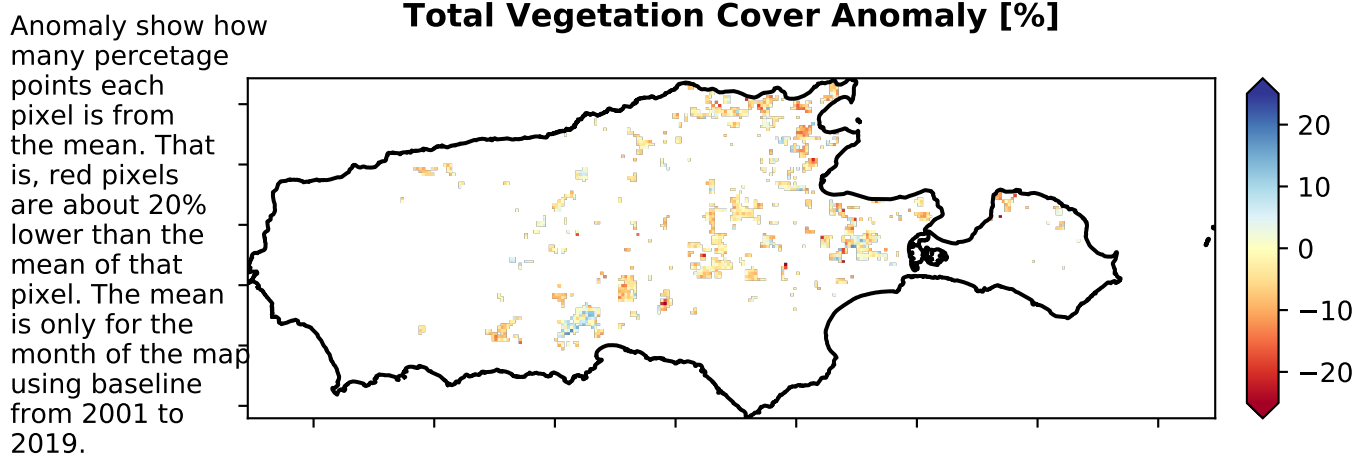 Total Vegetation Cover Anomaly [%]
Anomaly show how
many percetage
points each
pixel is from
the mean. That
is, red pixels
are about 20%
lower than the
mean of that
pixel. The mean
is only for the
month of the map
using baseline
from 2001 to
2019.
20
10
0
−10
−20